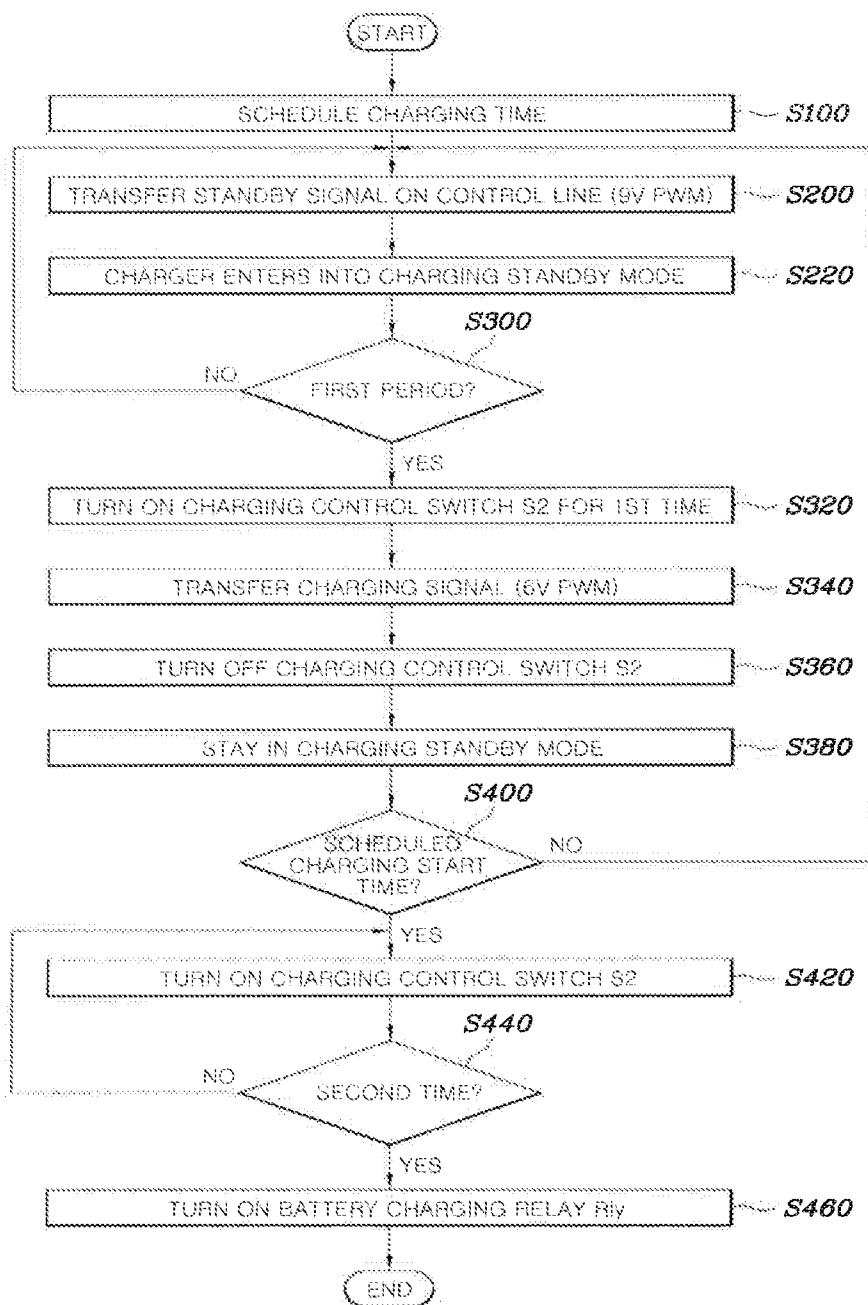 START
SCHEDULE CHARGING TIME
S100
TRANSFER STANDBY SIGNAL ON CONTROL LINE (9V PWM)
S200
CHARGER ENTERS INTO CHARGING STANDBY MODE
S220
S300
NO
FIRST PERIOD?
YES
TURN ON CHARGING CONTROL SWITCH S2 FOR 1ST TIME
S320
TRANSFER CHARGING SIGNAL (6V PWM)
S340
TURN OFF CHARGING CONTROL SWITCH S2
S360
STAY IN CHARGING STANDBY MODE
S380
S400
SCHEDULED
CHARGING START
TIME?
NO
YES
TURN ON CHARGING CONTROL SWITCH S2
S420
S440
NO
SECOND TIME?
YES
TURN ON BATTERY CHARGING RELAY Rly
S460
END